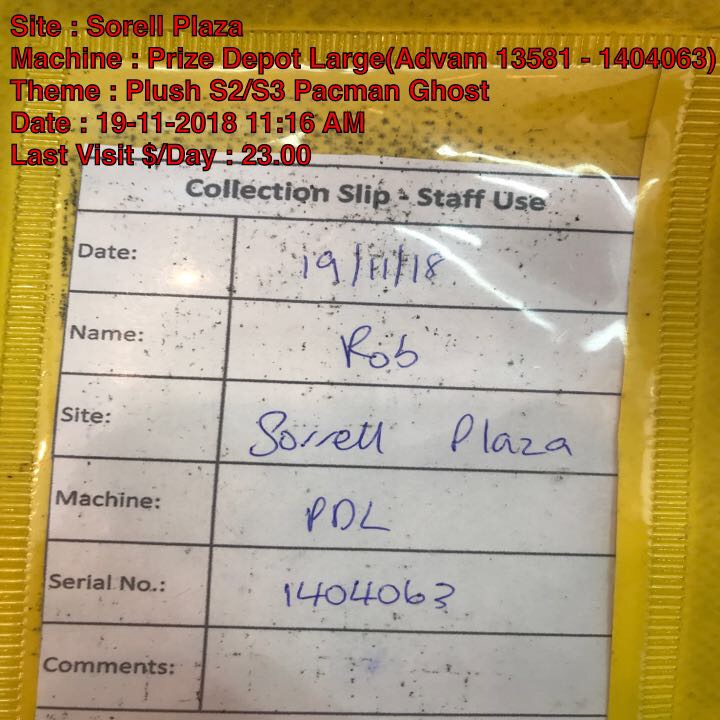 Site : Sorell Plaza
Machine : Prize Depot Large(Advam 13581 - 1404063)
Theme : Plush S2/S3 Pacman Ghost
Date : 19-11-2018 11:16 AM
Last Visit $/Day : 23.00
Collection Slip - Staff Use
Date: 19/11/18
Name: Rob
Site: Sorrell Plaza
Machine: PDL
Serial No.: 1404063
Comments: